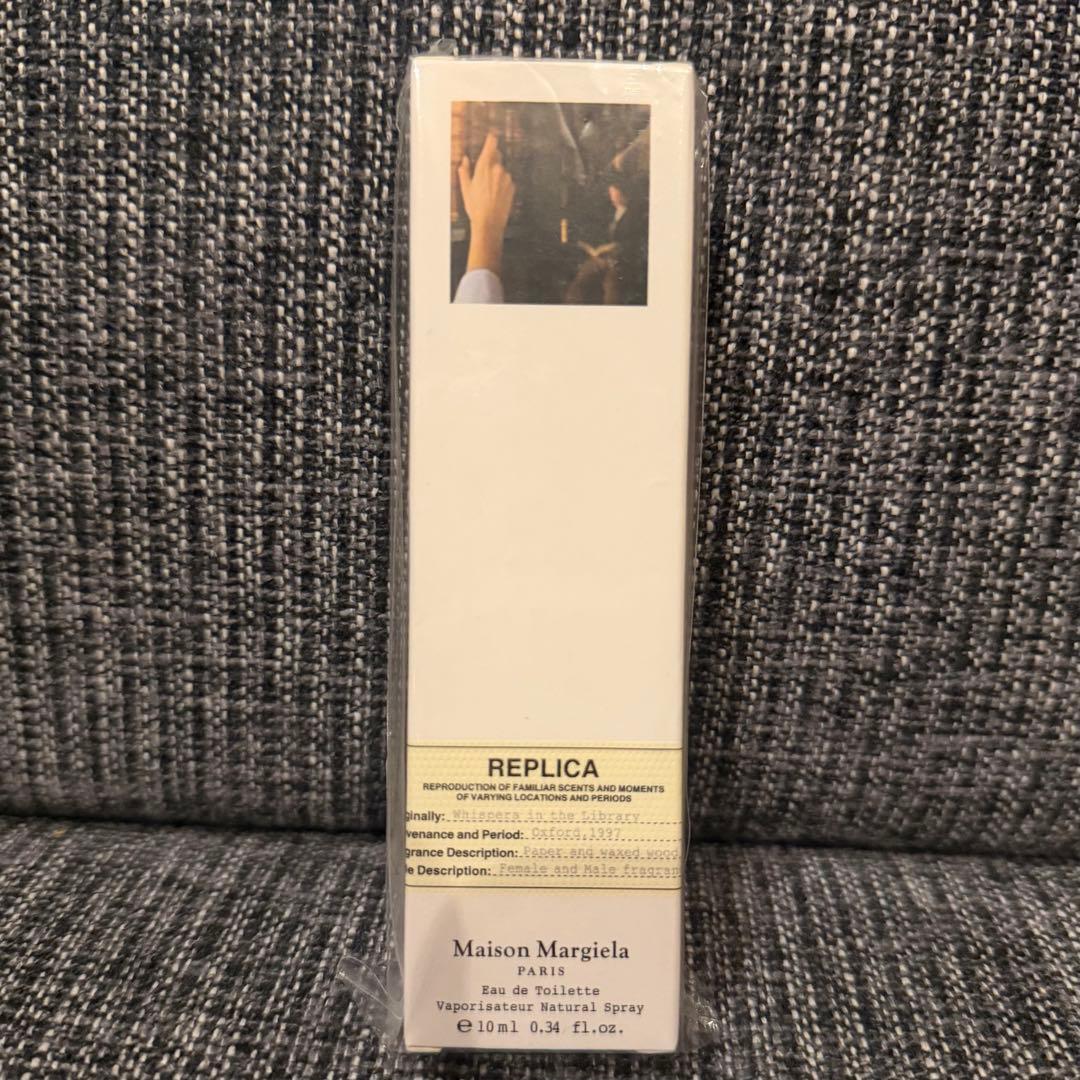 REPLICA
REPRODUCTION OF FAMILIAR SCENTS AND MOMENTS
OF VARYING LOCATIONS AND PERIODS
ginally: Whispers in the Library
venance and Period: Oxford,1997
grance Description: Paper and waxed wood
e Description: Female and Male fragran
Maison Margiela
PARIS
Eau de Toilette
Vaporisateur Natural Spray
℮ 10 ml 0.34 fl.oz.